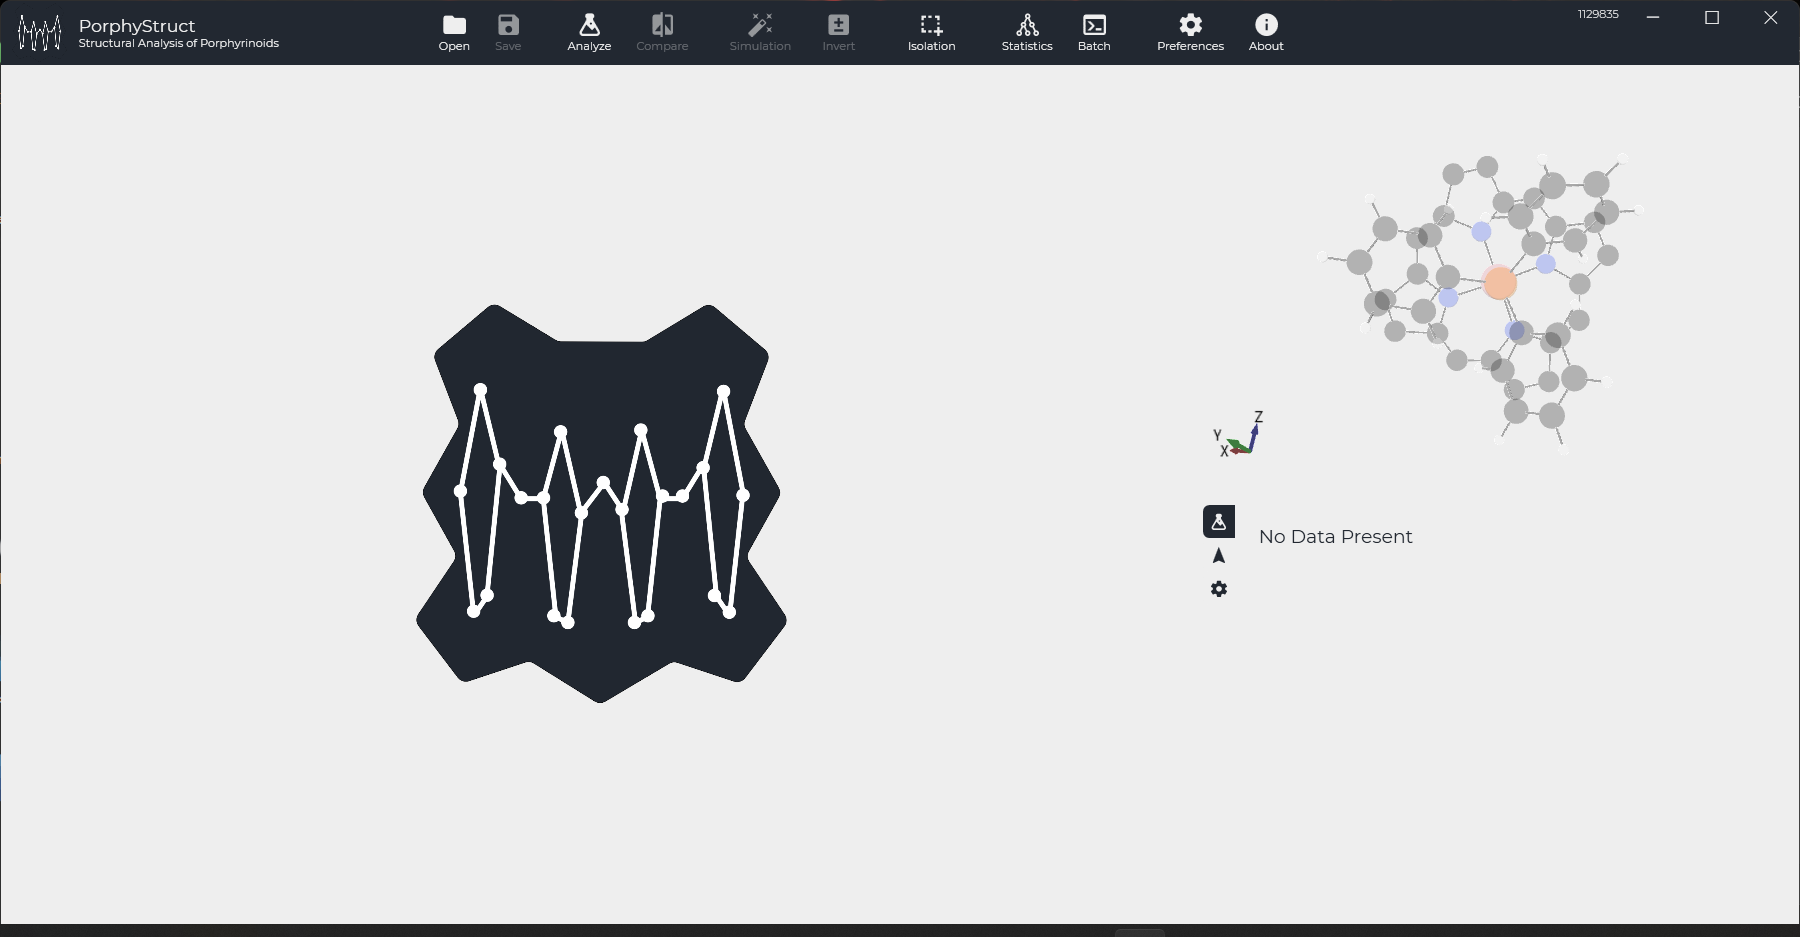 PorphyStruct
Structural Analysis of Porphyrinoids
Open
Save
Analyze
Compare
Simulation
Invert
Isolation
Statistics
Batch
Preferences
About
1129835
Z
Y
X
No Data Present